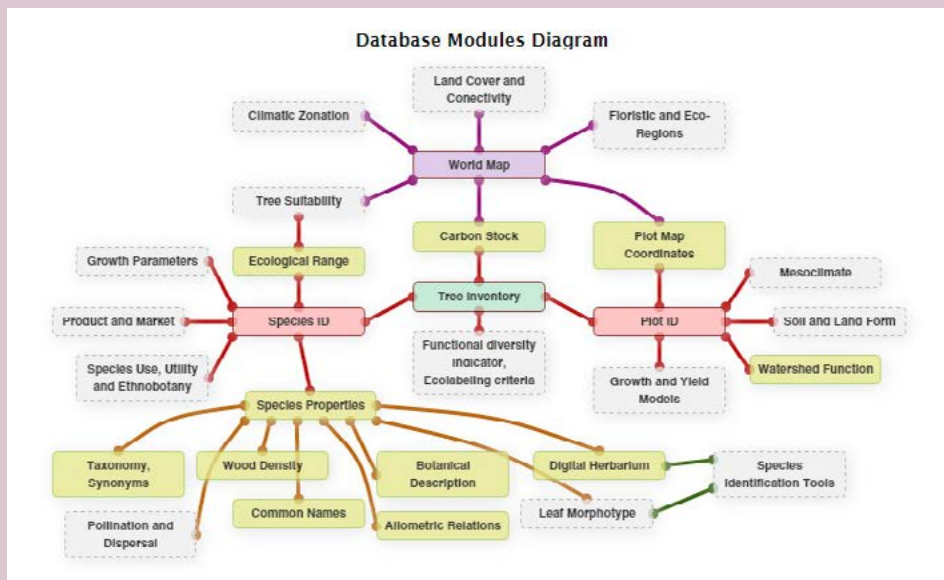 Database Modules Diagram
Land Cover and
Conectivity
Climatic Zonation
Floristic and Eco-
Regions
World Map
Tree Suitability
Carbon Stock
Plot Map
Coordinates
Growth Parameters
Ecological Range
Mesoclimate
Tree Inventory
Product and Market
Species ID
Plot ID
Soil and Land Form
Functional diversity
indicator,
Ecolabeling criteria
Species Use, Utility
and Ethnobotany
Growth and Yield
Models
Watershed Function
Species Properties
Taxonomy,
Synonyms
Wood Density
Botanical
Description
Digital Herbarium
Species
Identification Tools
Common Names
Leaf Morphotype
Pollination and
Dispersal
Allometric Relations